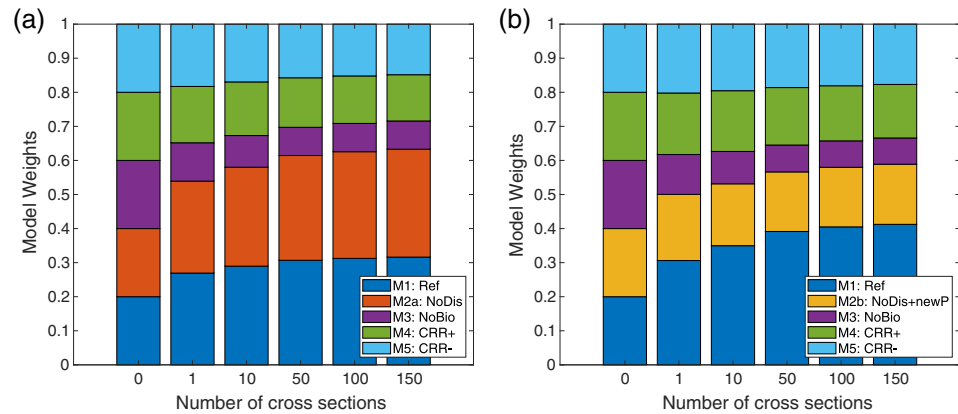 (a)
Model Weights
1
0.9
0.8
0.7
0.6
0.5
0.4
0.3
0.2
0.1
0
M1: Ref
M2a: NoDis
M3: NoBio
M4: CRR+
M5: CRR-
0 1 10 50 100 150
Number of cross sections
(b)
Model Weights
1
0.9
0.8
0.7
0.6
0.5
0.4
0.3
0.2
0.1
0
M1: Ref
M2b: NoDis+newP
M3: NoBio
M4: CRR+
M5: CRR-
0 1 10 50 100 150
Number of cross sections